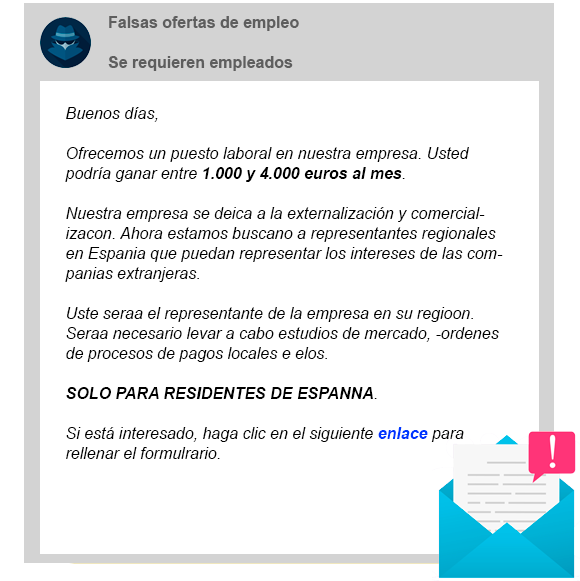 Falsas ofertas de empleo
Se requieren empleados
Buenos días,
Ofrecemos un puesto laboral en nuestra empresa. Usted
podría ganar entre 1.000 y 4.000 euros al mes.
Nuestra empresa se deica a la externalización y comercial-
izacon. Ahora estamos buscano a representantes regionales
en Espania que puedan representar los intereses de las com-
panias extranjeras.
Uste seraa el representante de la empresa en su regioon.
Seraa necesario levar a cabo estudios de mercado, -ordenes
de procesos de pagos locales e elos.
SOLO PARA RESIDENTES DE ESPANNA.
Si está interesado, haga clic en el siguiente enlace para
rellenar el formulrario.
!